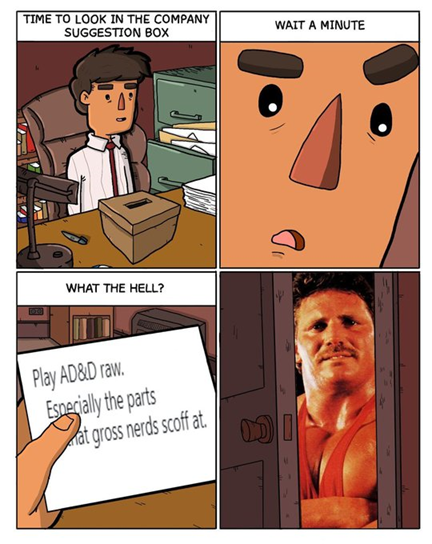 TIME TO LOOK IN THE COMPANY
SUGGESTION BOX
WAIT A MINUTE
WHAT THE HELL?
Play AD&D raw.
Especially the parts
hat gross nerds scoff at.